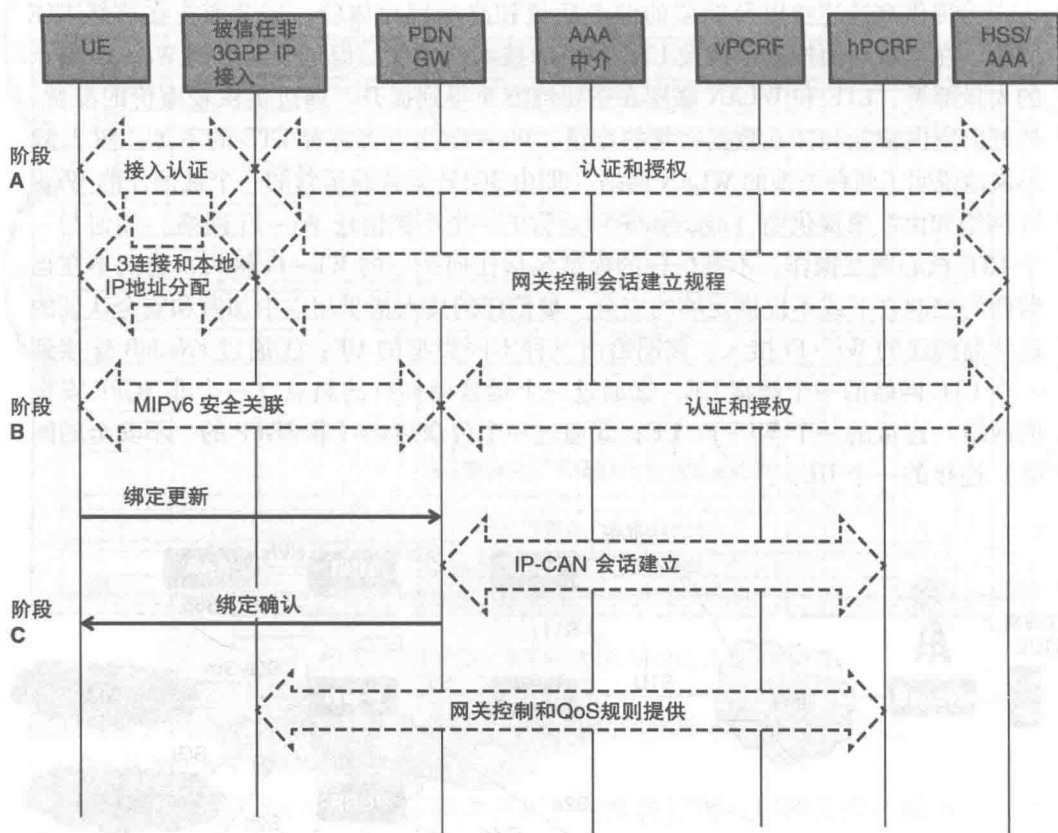 UE
被信任非
3GPP IP
接入
PDN
GW
AAA
中介
vPCRF
hPCRF
HSS/
AAA
阶段
A
接入认证
认证和授权
L3连接和本地
IP地址分配
网关控制会话建立规程
阶段
B
MIPv6 安全关联
认证和授权
绑定更新
IP-CAN 会话建立
阶段
C
绑定确认
网关控制和QoS规则提供